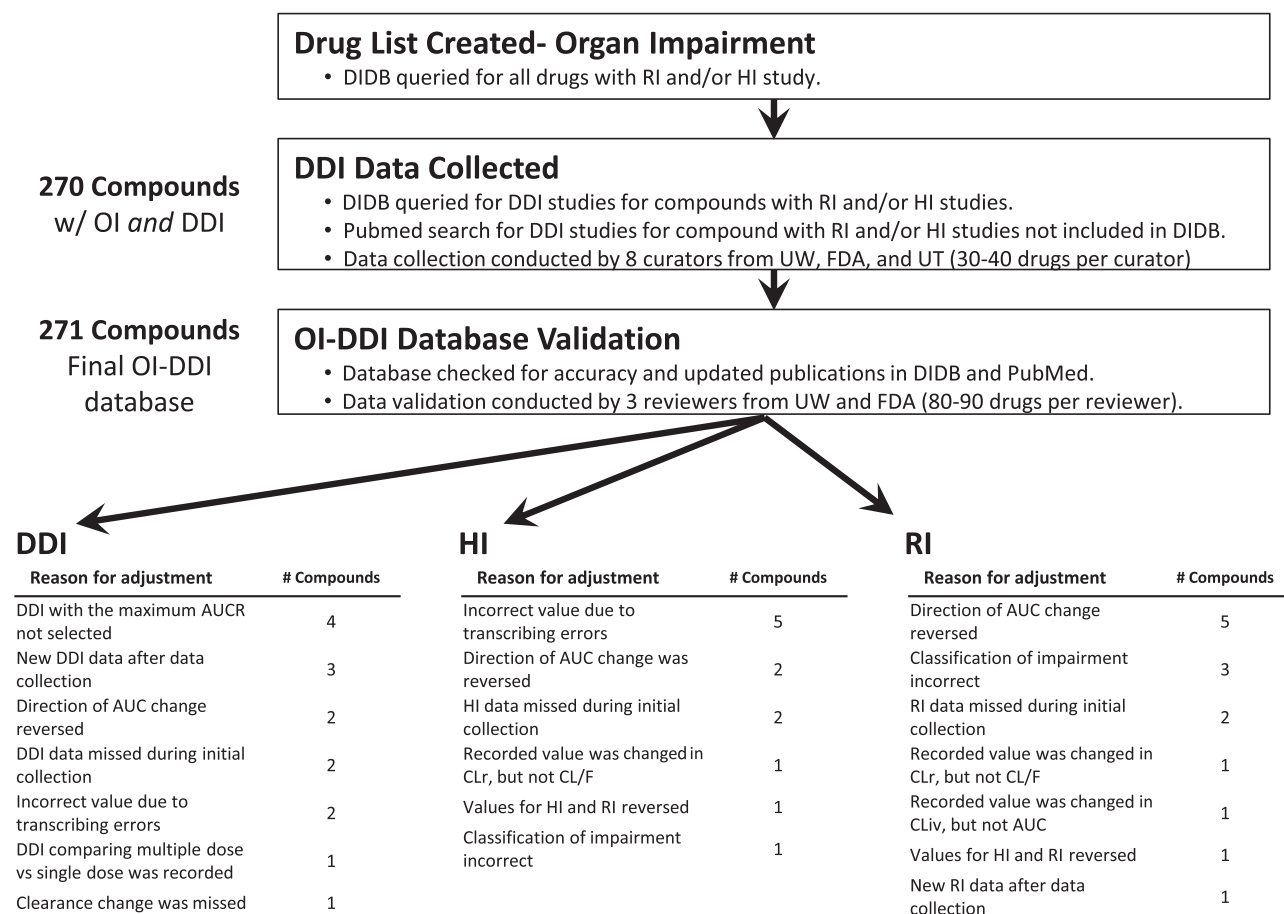 Drug List Created- Organ Impairment
• DIDB queried for all drugs with RI and/or HI study.
270 Compounds
w/ OI and DDI
DDI Data Collected
• DIDB queried for DDI studies for compounds with RI and/or HI studies.
• Pubmed search for DDI studies for compound with RI and/or HI studies not included in DIDB.
• Data collection conducted by 8 curators from UW, FDA, and UT (30-40 drugs per curator)
271 Compounds
Final OI-DDI
database
OI-DDI Database Validation
• Database checked for accuracy and updated publications in DIDB and PubMed.
• Data validation conducted by 3 reviewers from UW and FDA (80-90 drugs per reviewer).
DDI
Reason for adjustment # Compounds
DDI with the maximum AUCR
not selected 4
New DDI data after data
collection 3
Direction of AUC change
reversed 2
DDI data missed during initial
collection 2
Incorrect value due to
transcribing errors 2
DDI comparing multiple dose
vs single dose was recorded 1
Clearance change was missed 1
HI
Reason for adjustment # Compounds
Incorrect value due to
transcribing errors 5
Direction of AUC change was
reversed 2
HI data missed during initial
collection 2
Recorded value was changed in
CLr, but not CL/F 1
Values for HI and RI reversed 1
Classification of impairment
incorrect 1
RI
Reason for adjustment # Compounds
Direction of AUC change
reversed 5
Classification of impairment
incorrect 3
RI data missed during initial
collection 2
Recorded value was changed in
CLr, but not CL/F 1
Recorded value was changed in
CLiv, but not AUC 1
Values for HI and RI reversed 1
New RI data after data
collection 1